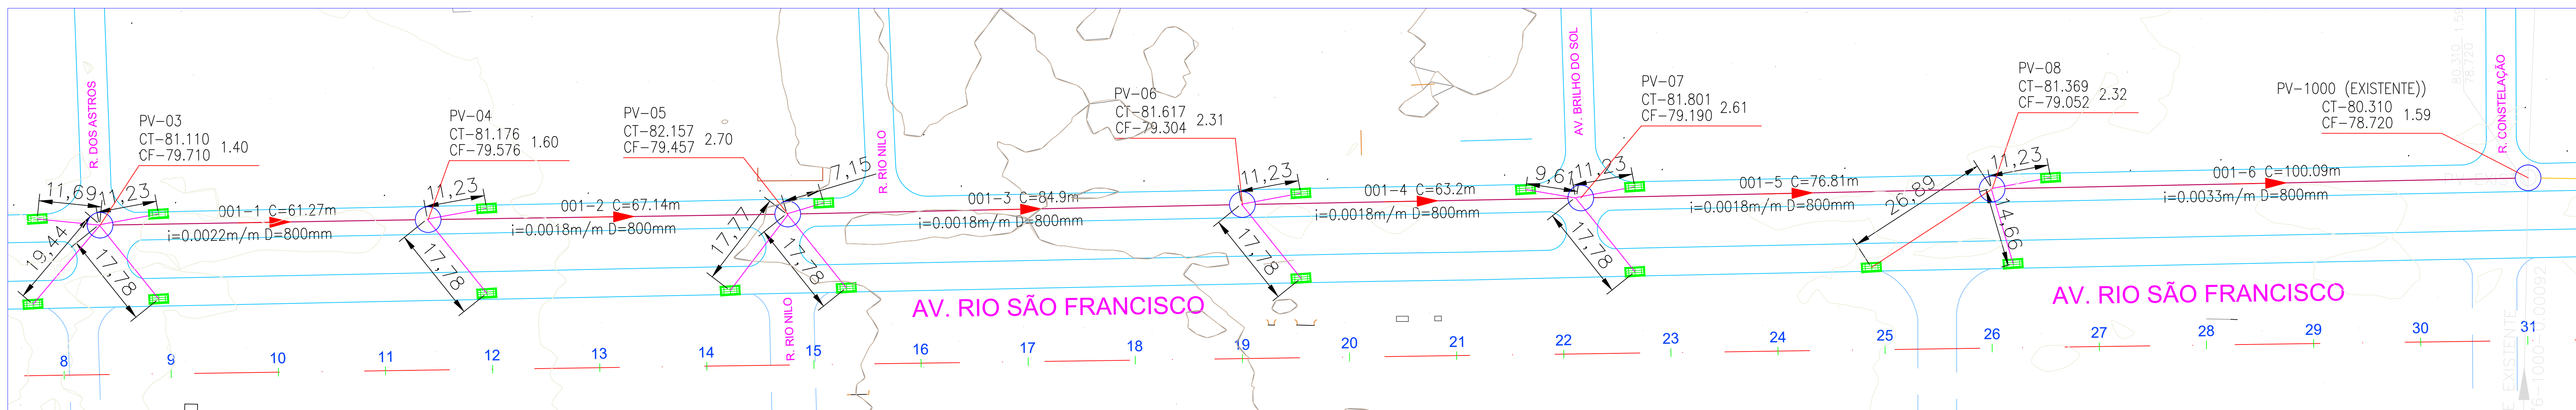 R. DOS ASTROS
PV-03
CT-81.110
CF-79.710 1.40
11,69
11,23
19,44
17,78
001-1 C=61.27m
i=0.0022m/m D=800mm
PV-04
CT-81.176
CF-79.576 1.60
11,23
17,78
001-2 C=67.14m
i=0.0018m/m D=800mm
PV-05
CT-82.157
CF-79.457 2.70
7,15
17,77
17,78
R. RIO NILO
R. RIO NILO
001-3 C=84.9m
i=0.0018m/m D=800mm
PV-06
CT-81.617
CF-79.304 2.31
11,23
17,78
001-4 C=63.2m
i=0.0018m/m D=800mm
AV. BRILHO DO SOL
PV-07
CT-81.801
CF-79.190 2.61
9,61
11,23
17,78
001-5 C=76.81m
i=0.0018m/m D=800mm
PV-08
CT-81.369
CF-79.052 2.32
11,23
26,89
14,66
001-6 C=100.09m
i=0.0033m/m D=800mm
PV-1000 (EXISTENTE))
CT-80.310
CF-78.720 1.59
80.310 1.59
78.720
R. CONSTELAÇÃO
AV. RIO SÃO FRANCISCO
AV. RIO SÃO FRANCISCO
8 9 10 11 12 13 14 15 16 17 18 19 20 21 22 23 24 25 26 27 28 29 30 31
EXISTENTE